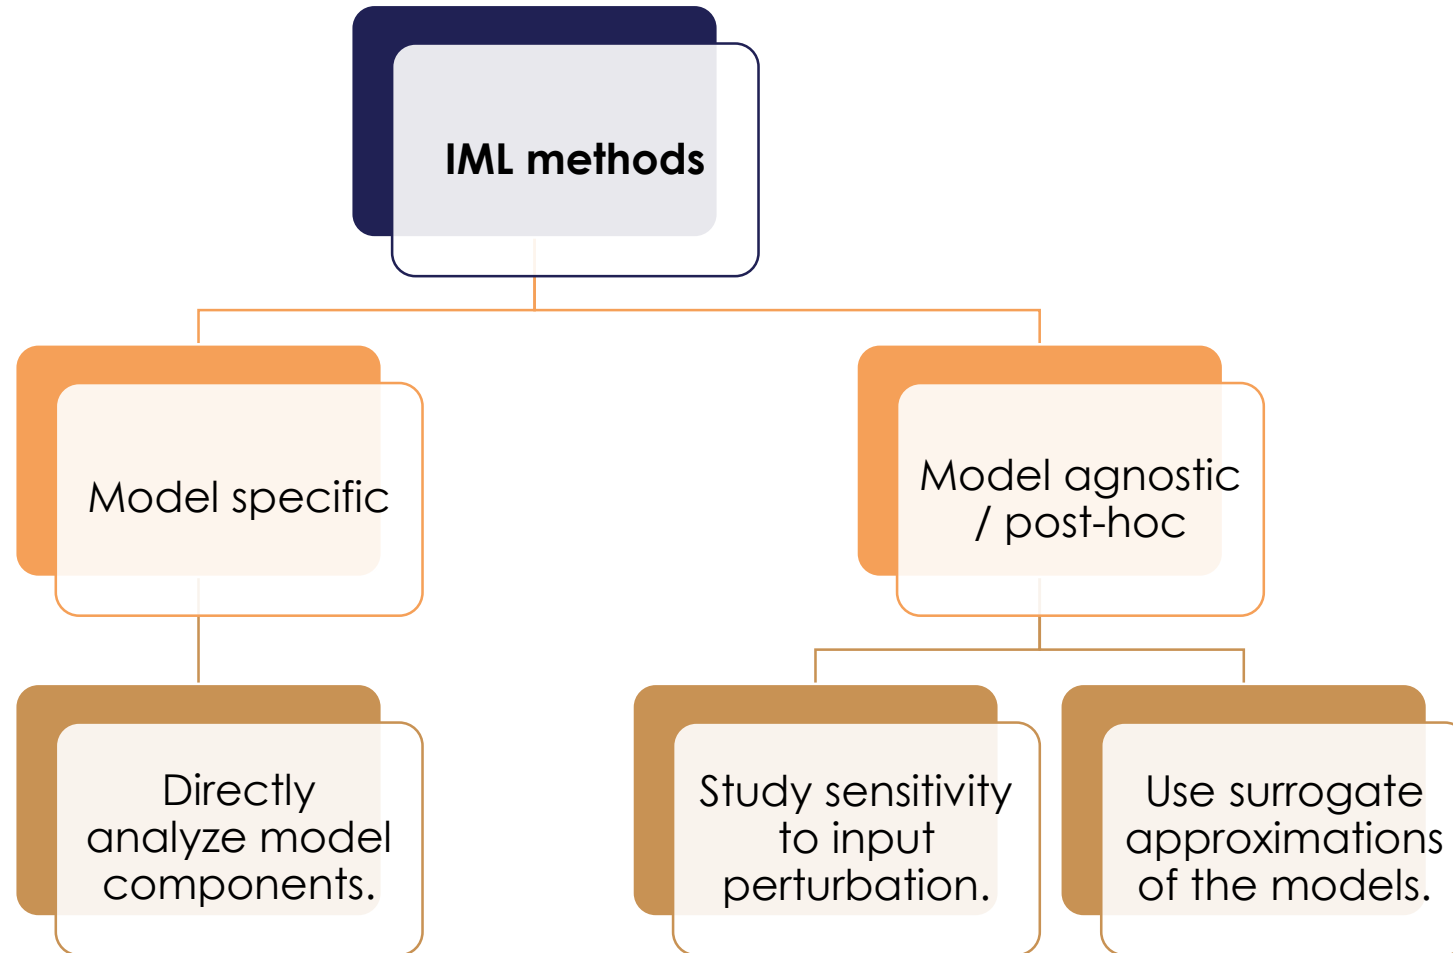 IML methods
Model specific
Model agnostic
/ post-hoc
Directly
analyze model
components.
Study sensitivity
to input
perturbation.
Use surrogate
approximations
of the models.